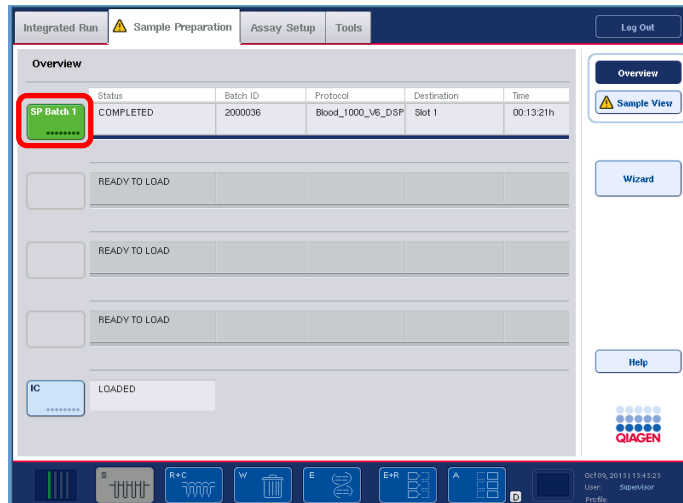 Integrated Run
Sample Preparation
Assay Setup
Tools
Log Out
Overview
Overview
Sample View
Status
Batch ID
Protocol
Destination
Time
SP Batch 1
COMPLETED
2000036
Blood_1000_V6_DSP
Slot 1
00:13:21h
READY TO LOAD
Wizard
READY TO LOAD
READY TO LOAD
Help
IC
LOADED
QIAGEN
S
R+C
W
E
E+R
A
D
Oct 09, 2013 | 13:43:23
User: Supervisor
Profile: